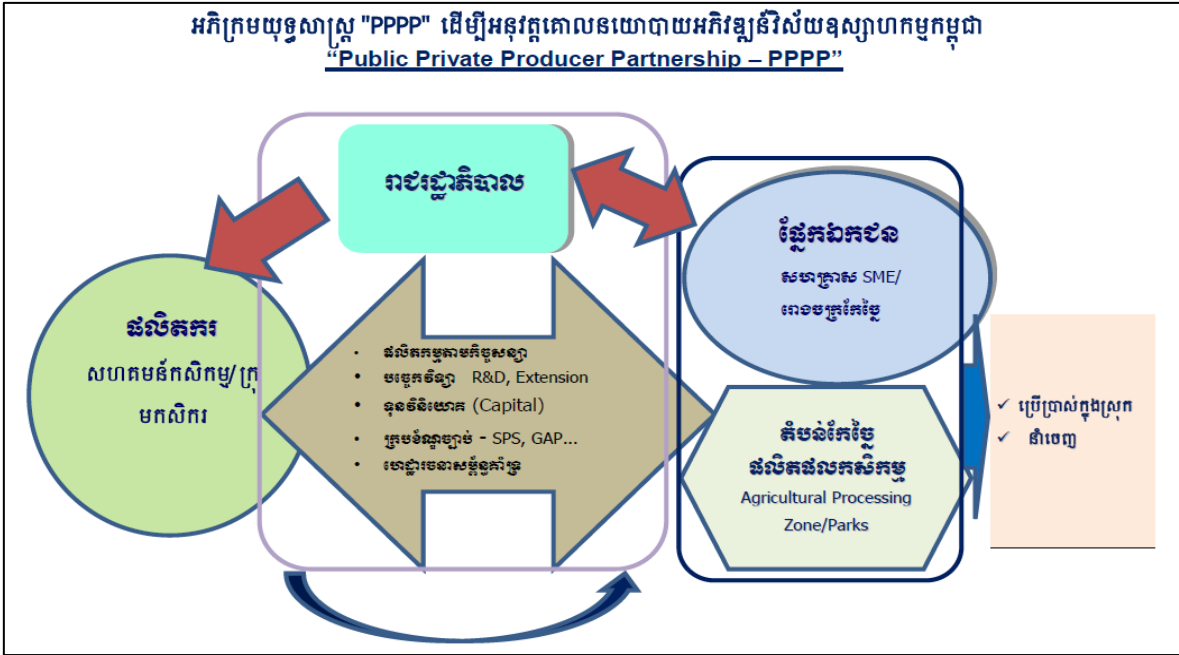 អភិក្រមយុទ្ធសាស្ត្រ "PPPP" ដើម្បីអនុវត្តគោលនយោបាយអភិវឌ្ឍន៍វិស័យឧស្សាហកម្មកម្ពុជា
“Public Private Producer Partnership – PPPP”
រាជរដ្ឋាភិបាល
ផលិតករ
សហគមន៍កសិកម្ម/ក្រុ
មកសិករ
• ផលិតកម្មតាមកិច្ចសន្យា
• បច្ចេកវិទ្យា R&D, Extension
• ទុនវិនិយោគ (Capital)
• ក្របខ័ណ្ឌច្បាប់ - SPS, GAP...
• ហេដ្ឋារចនាសម្ព័ន្ធគាំទ្រ
ផ្នែកឯកជន
សហគ្រាស SME/
រោងចក្រកែច្នៃ
តំបន់កែច្នៃ
ផលិតផលកសិកម្ម
Agricultural Processing
Zone/Parks
✓ ប្រើប្រាស់ក្នុងស្រុក
✓ នាំចេញ